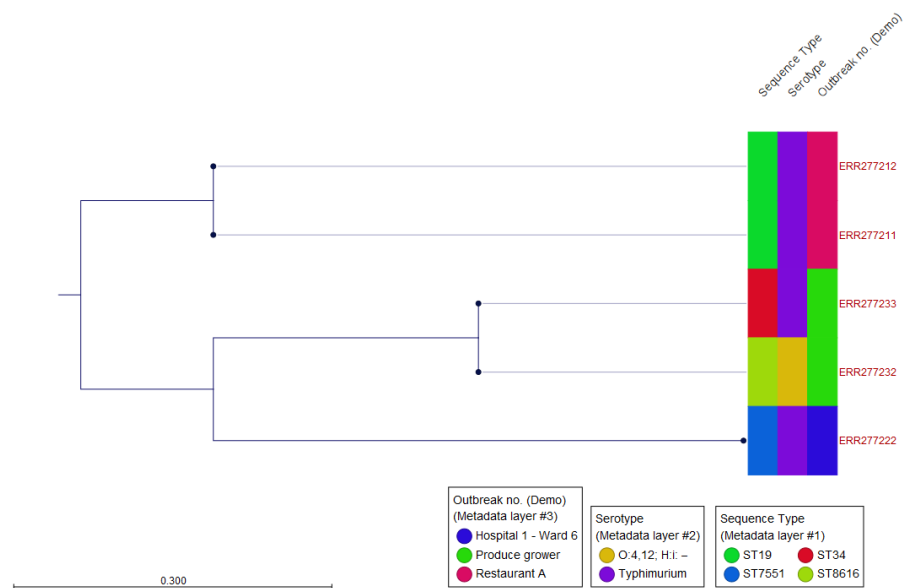 Sequence Type
Serotype
Outbreak no. (Demo)
ERR277212
ERR277211
ERR277233
ERR277232
ERR277222
Outbreak no. (Demo)
(Metadata layer #3)
Hospital 1 - Ward 6
Produce grower
Restaurant A
Serotype
(Metadata layer #2)
O:4,12; H:i: –
Typhimurium
Sequence Type
(Metadata layer #1)
ST19 ST34
ST7551 ST8616
0.300